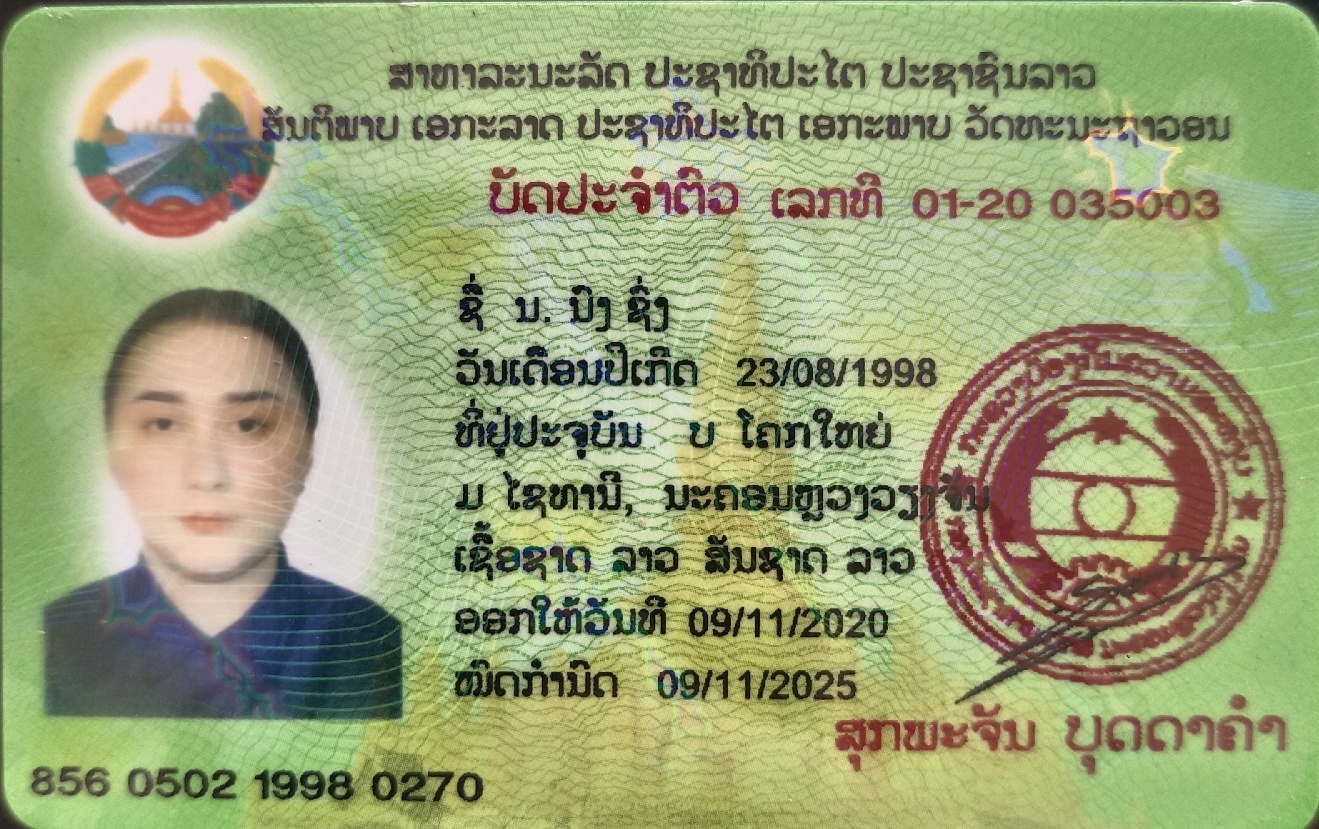 ສາທາລະນະລັດ ປະຊາທິປະໄຕ ປະຊາຊົນລາວ
ສັນຕິພາບ ເອກະລາດ ປະຊາທິປະໄຕ ເອກະພາບ ວັດທະນະຖາວອນ
ບັດປະຈຳຕົວ ເລກທີ 01-20 035003
ຊື່ ນ. ປົງ ຊົ່ງ
ວັນເດືອນປີເກີດ 23/08/1998
ທີ່ຢູ່ປະຈຸບັນ ບ ໂຄກໃຫຍ່
ມ ໄຊທານີ, ນະຄອນຫຼວງວຽງຈັນ
ເຊື້ອຊາດ ລາວ ສັນຊາດ ລາວ
ອອກໃຫ້ວັນທີ 09/11/2020
ໝົດກຳນົດ 09/11/2025
ສຸກພະຈັນ ບຸດດາຄຳ
856 0502 1998 0270